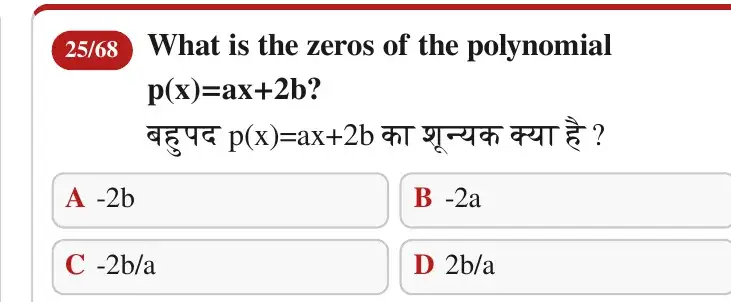 25/68 What is the zeros of the polynomial
p(x)=ax+2b?
बहुपद p(x)=ax+2b का शून्यक क्या है ?
A -2b
B -2a
C -2b/a
D 2b/a